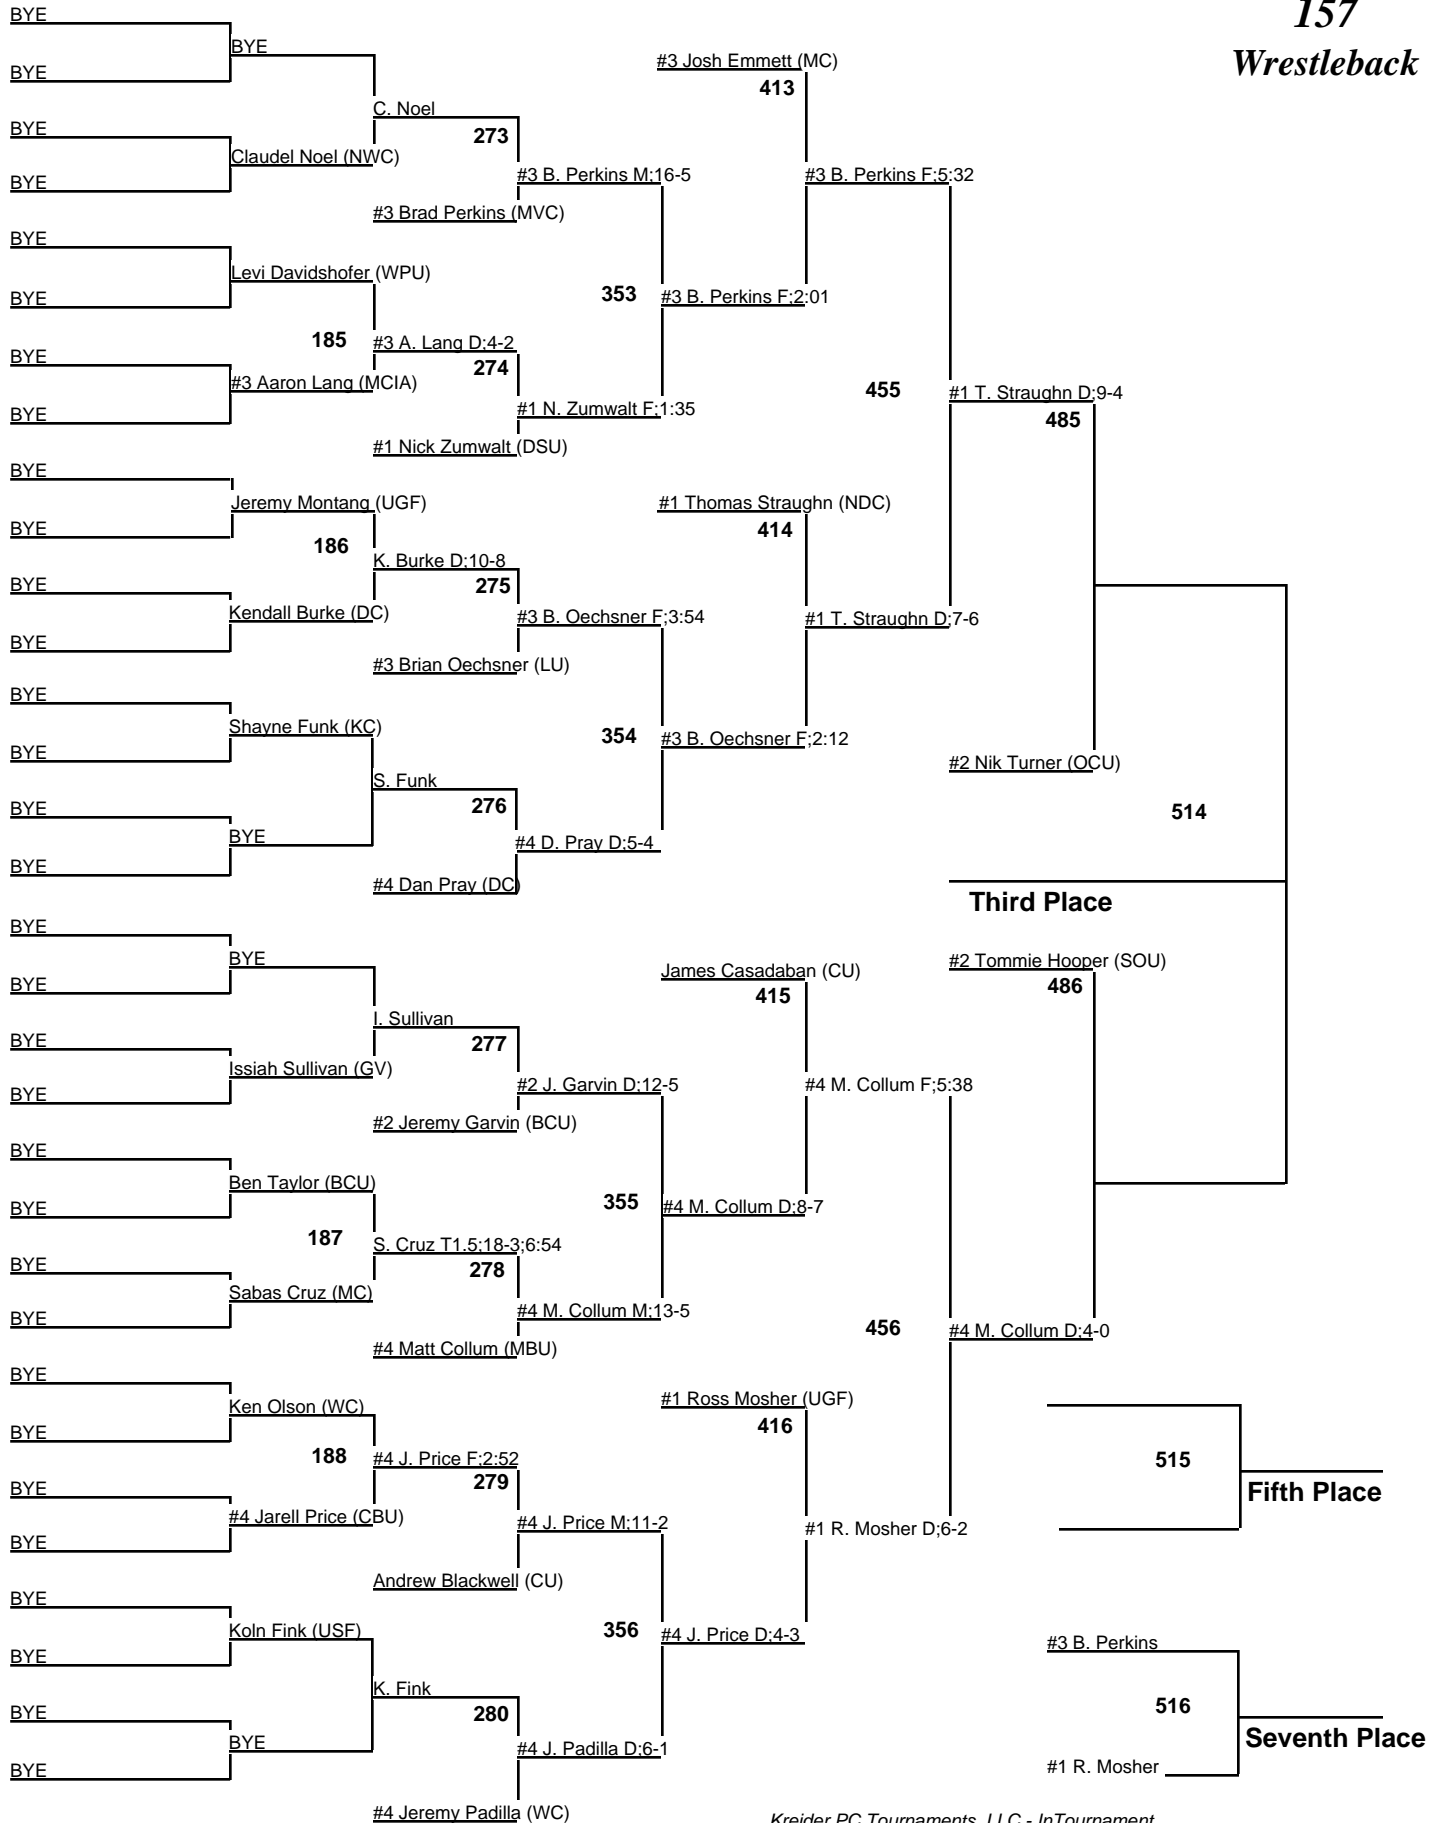 157
Wrestleback
BYE
BYE
BYE
#3 Josh Emmett (MC)
413
BYE
C. Noel
273
BYE
Claudel Noel (NWC)
#3 B. Perkins M;16-5
#3 B. Perkins F;5:32
BYE
#3 Brad Perkins (MVC)
BYE
Levi Davidshofer (WPU)
353
#3 B. Perkins F;2:01
BYE
185
#3 A. Lang D;4-2
274
BYE
#3 Aaron Lang (MCIA)
455
#1 T. Straughn D;9-4
485
BYE
#1 N. Zumwalt F;1:35
#1 Nick Zumwalt (DSU)
BYE
Jeremy Montang (UGF)
#1 Thomas Straughn (NDC)
414
BYE
186
K. Burke D;10-8
275
BYE
Kendall Burke (DC)
#3 B. Oechsner F;3:54
#1 T. Straughn D;7-6
BYE
#3 Brian Oechsner (LU)
BYE
Shayne Funk (KC)
354
#3 B. Oechsner F;2:12
BYE
#2 Nik Turner (OCU)
S. Funk
276
514
BYE
BYE
#4 D. Pray D;5-4
BYE
#4 Dan Pray (DC)
Third Place
BYE
BYE
#2 Tommie Hooper (SOU)
486
James Casadaban (CU)
415
BYE
I. Sullivan
277
BYE
Issiah Sullivan (GV)
#2 J. Garvin D;12-5
#4 M. Collum F;5:38
BYE
#2 Jeremy Garvin (BCU)
BYE
Ben Taylor (BCU)
355
#4 M. Collum D;8-7
BYE
187
S. Cruz T1.5;18-3;6:54
278
BYE
Sabas Cruz (MC)
#4 M. Collum M;13-5
456
#4 M. Collum D;4-0
BYE
#4 Matt Collum (MBU)
BYE
Ken Olson (WC)
#1 Ross Mosher (UGF)
416
BYE
188
#4 J. Price F;2:52
279
515
BYE
#4 Jarell Price (CBU)
Fifth Place
#4 J. Price M;11-2
#1 R. Mosher D;6-2
BYE
Andrew Blackwell (CU)
BYE
Koln Fink (USF)
356
#4 J. Price D;4-3
#3 B. Perkins
BYE
K. Fink
280
516
BYE
BYE
#4 J. Padilla D;6-1
Seventh Place
BYE
#1 R. Mosher
#4 Jeremy Padilla (WC)
Kreider PC Tournaments, LLC - InTournament